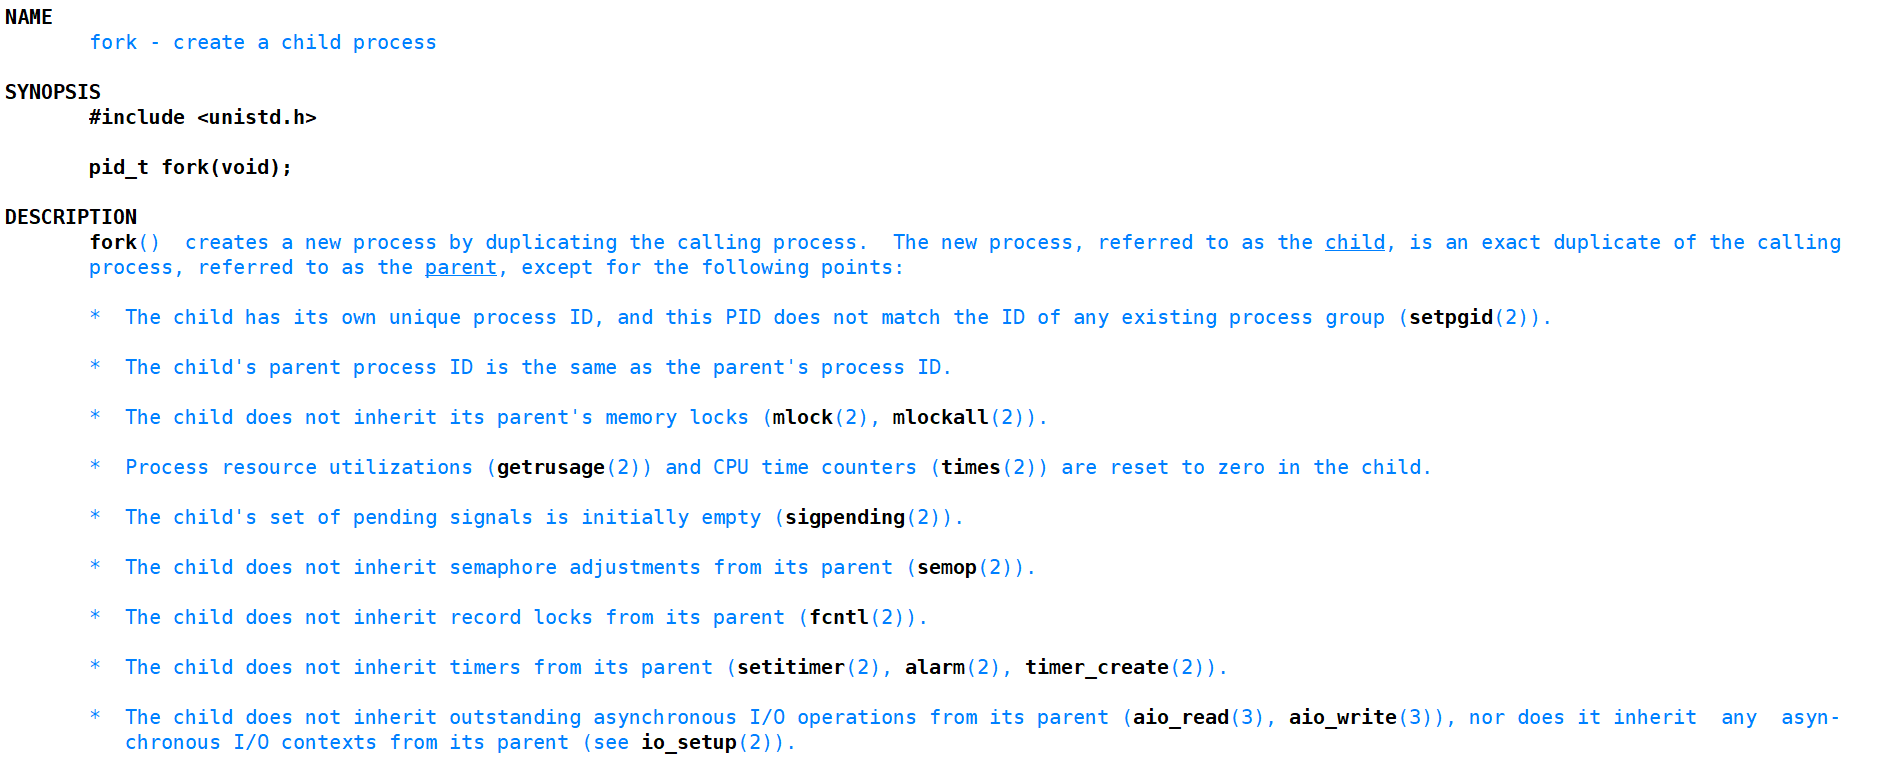 NAME
fork - create a child process
SYNOPSIS
#include <unistd.h>
pid_t fork(void);
DESCRIPTION
fork()  creates a new process by duplicating the calling process.  The new process, referred to as the child, is an exact duplicate of the calling
process, referred to as the parent, except for the following points:
*  The child has its own unique process ID, and this PID does not match the ID of any existing process group (setpgid(2)).
*  The child's parent process ID is the same as the parent's process ID.
*  The child does not inherit its parent's memory locks (mlock(2), mlockall(2)).
*  Process resource utilizations (getrusage(2)) and CPU time counters (times(2)) are reset to zero in the child.
*  The child's set of pending signals is initially empty (sigpending(2)).
*  The child does not inherit semaphore adjustments from its parent (semop(2)).
*  The child does not inherit record locks from its parent (fcntl(2)).
*  The child does not inherit timers from its parent (setitimer(2), alarm(2), timer_create(2)).
*  The child does not inherit outstanding asynchronous I/O operations from its parent (aio_read(3), aio_write(3)), nor does it inherit  any  asyn-
chronous I/O contexts from its parent (see io_setup(2)).